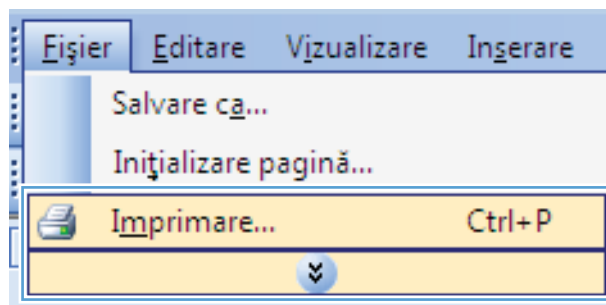 Fişier Editare Vizualizare Inserare
Salvare ca...
Iniţializare pagină...
Imprimare... Ctrl+P